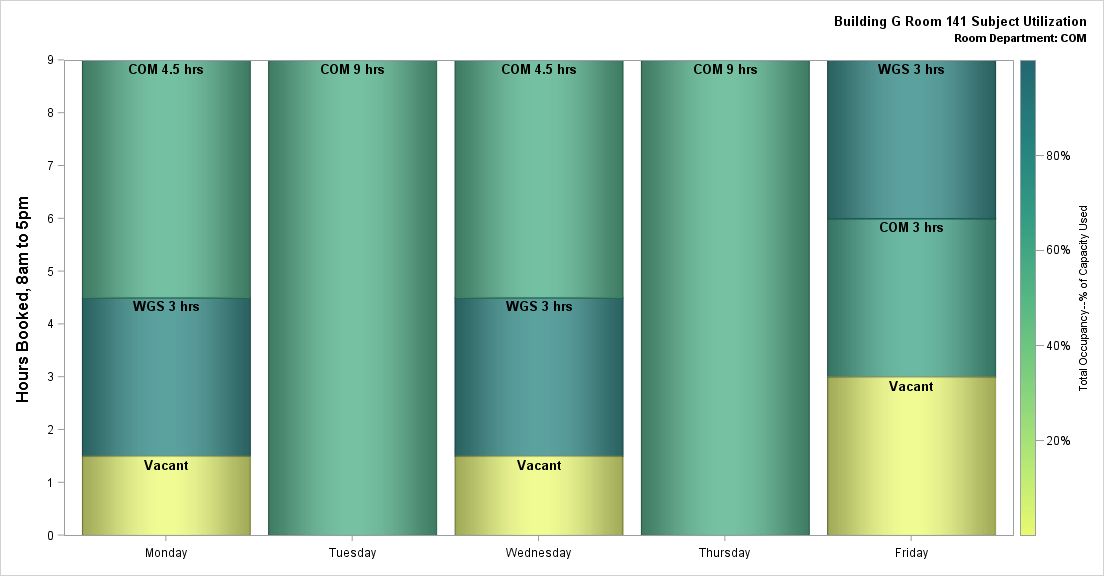 Building G Room 141 Subject Utilization
Room Department: COM
Hours Booked, 8am to 5pm
9
8
7
6
5
4
3
2
1
0
COM 4.5 hrs
WGS 3 hrs
Vacant
COM 9 hrs
COM 4.5 hrs
WGS 3 hrs
Vacant
COM 9 hrs
WGS 3 hrs
COM 3 hrs
Vacant
Monday
Tuesday
Wednesday
Thursday
Friday
80%
60%
40%
20%
Total Occupancy--% of Capacity Used